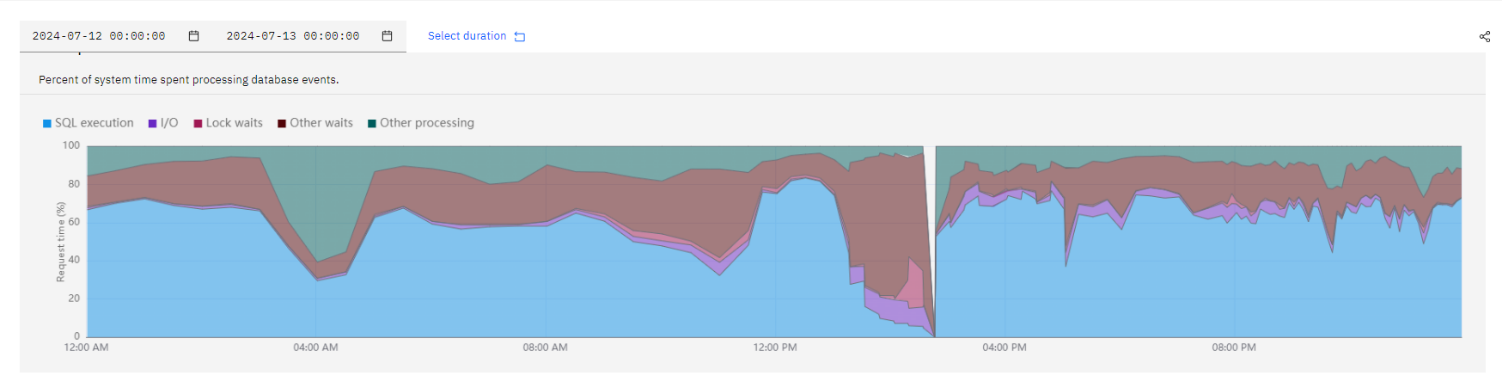 2024-07-12 00:00:00 2024-07-13 00:00:00 Select duration
Percent of system time spent processing database events.
SQL execution I/O Lock waits Other waits Other processing
Request time (%)
100
80
60
40
20
0
12:00 AM 04:00 AM 08:00 AM 12:00 PM 04:00 PM 08:00 PM